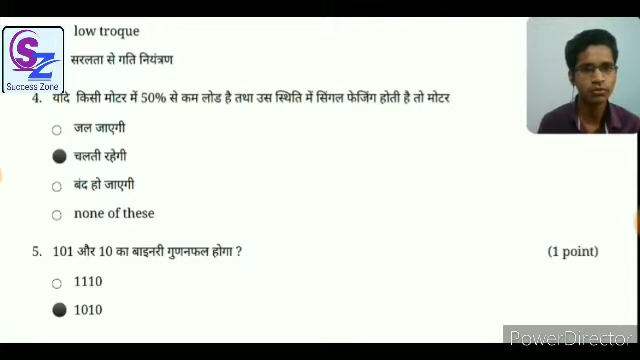 low troque
सरलता से गति नियंत्रण
SZ
Success Zone
4. यदि किसी मोटर में 50% से कम लोड है तथा उस स्थिति में सिंगल फेजिंग होती है तो मोटर
जल जाएगी
चलती रहेगी
बंद हो जाएगी
none of these
5. 101 और 10 का बाइनरी गुणनफल होगा ? (1 point)
1110
1010
PowerDirector